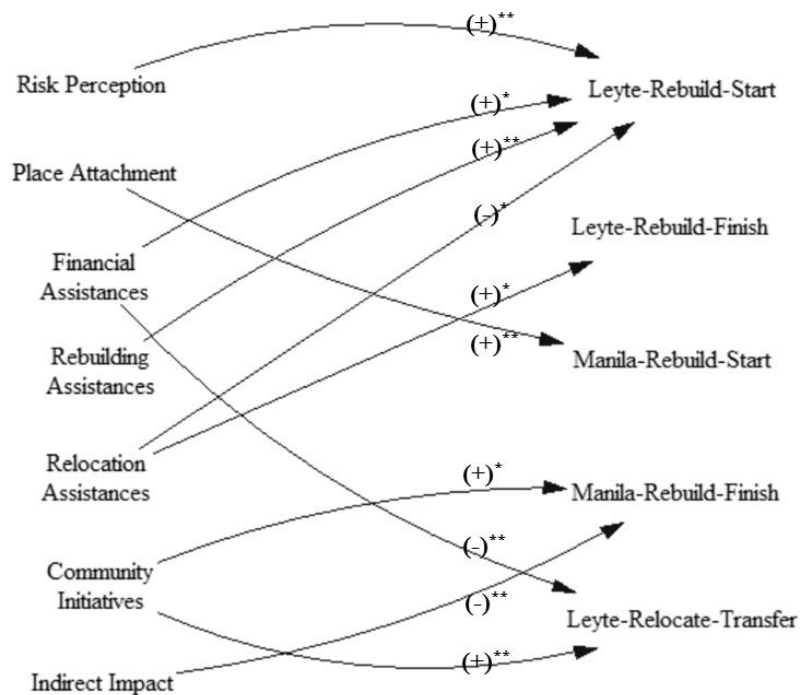 (+)**
Risk Perception
Leyte-Rebuild-Start
(+)*
(+)**
Place Attachment
(-)*
Leyte-Rebuild-Finish
Financial
Assistances
(+)*
(+)**
Rebuilding
Assistances
Manila-Rebuild-Start
Relocation
Assistances
(+)*
Manila-Rebuild-Finish
(-)**
Community
Initiatives
(-)**
Leyte-Relocate-Transfer
(+)**
Indirect Impact